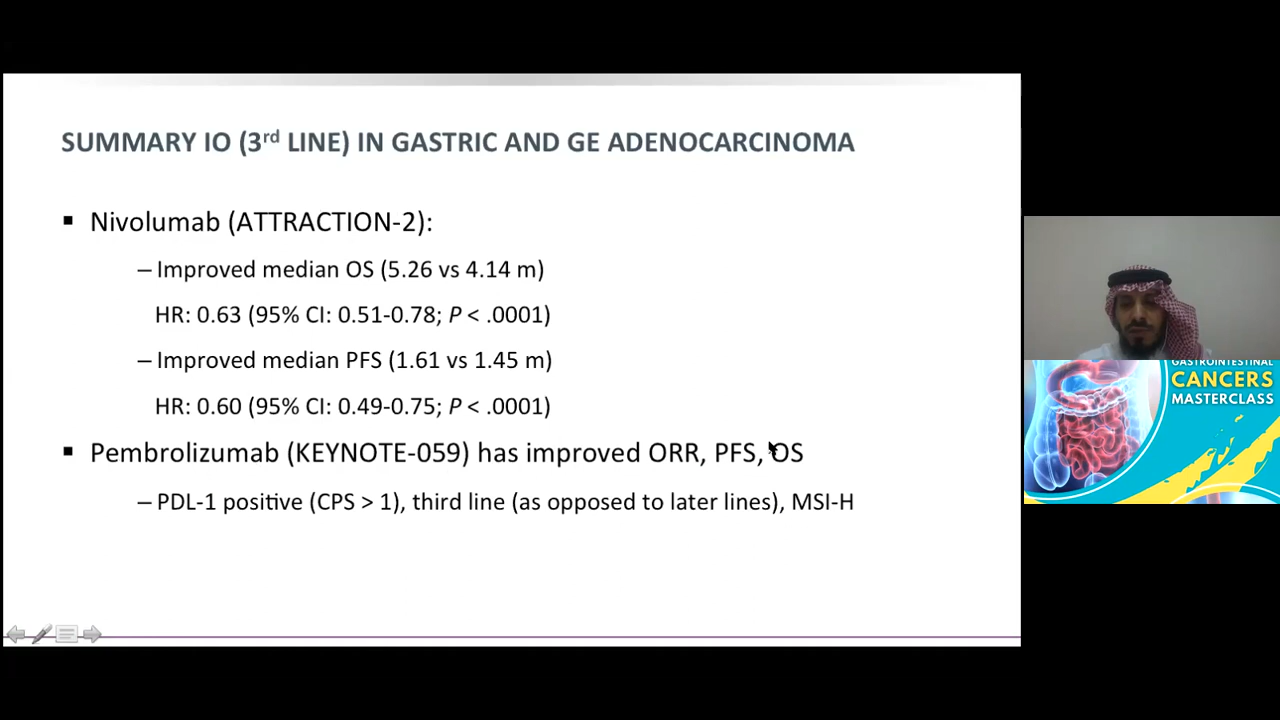 SUMMARY IO (3rd LINE) IN GASTRIC AND GE ADENOCARCINOMA
▪ Nivolumab (ATTRACTION-2):
– Improved median OS (5.26 vs 4.14 m)
HR: 0.63 (95% CI: 0.51-0.78; P < .0001)
– Improved median PFS (1.61 vs 1.45 m)
HR: 0.60 (95% CI: 0.49-0.75; P < .0001)
▪ Pembrolizumab (KEYNOTE-059) has improved ORR, PFS, OS
– PDL-1 positive (CPS > 1), third line (as opposed to later lines), MSI-H
GASTROINTESTINAL
CANCERS
MASTERCLASS